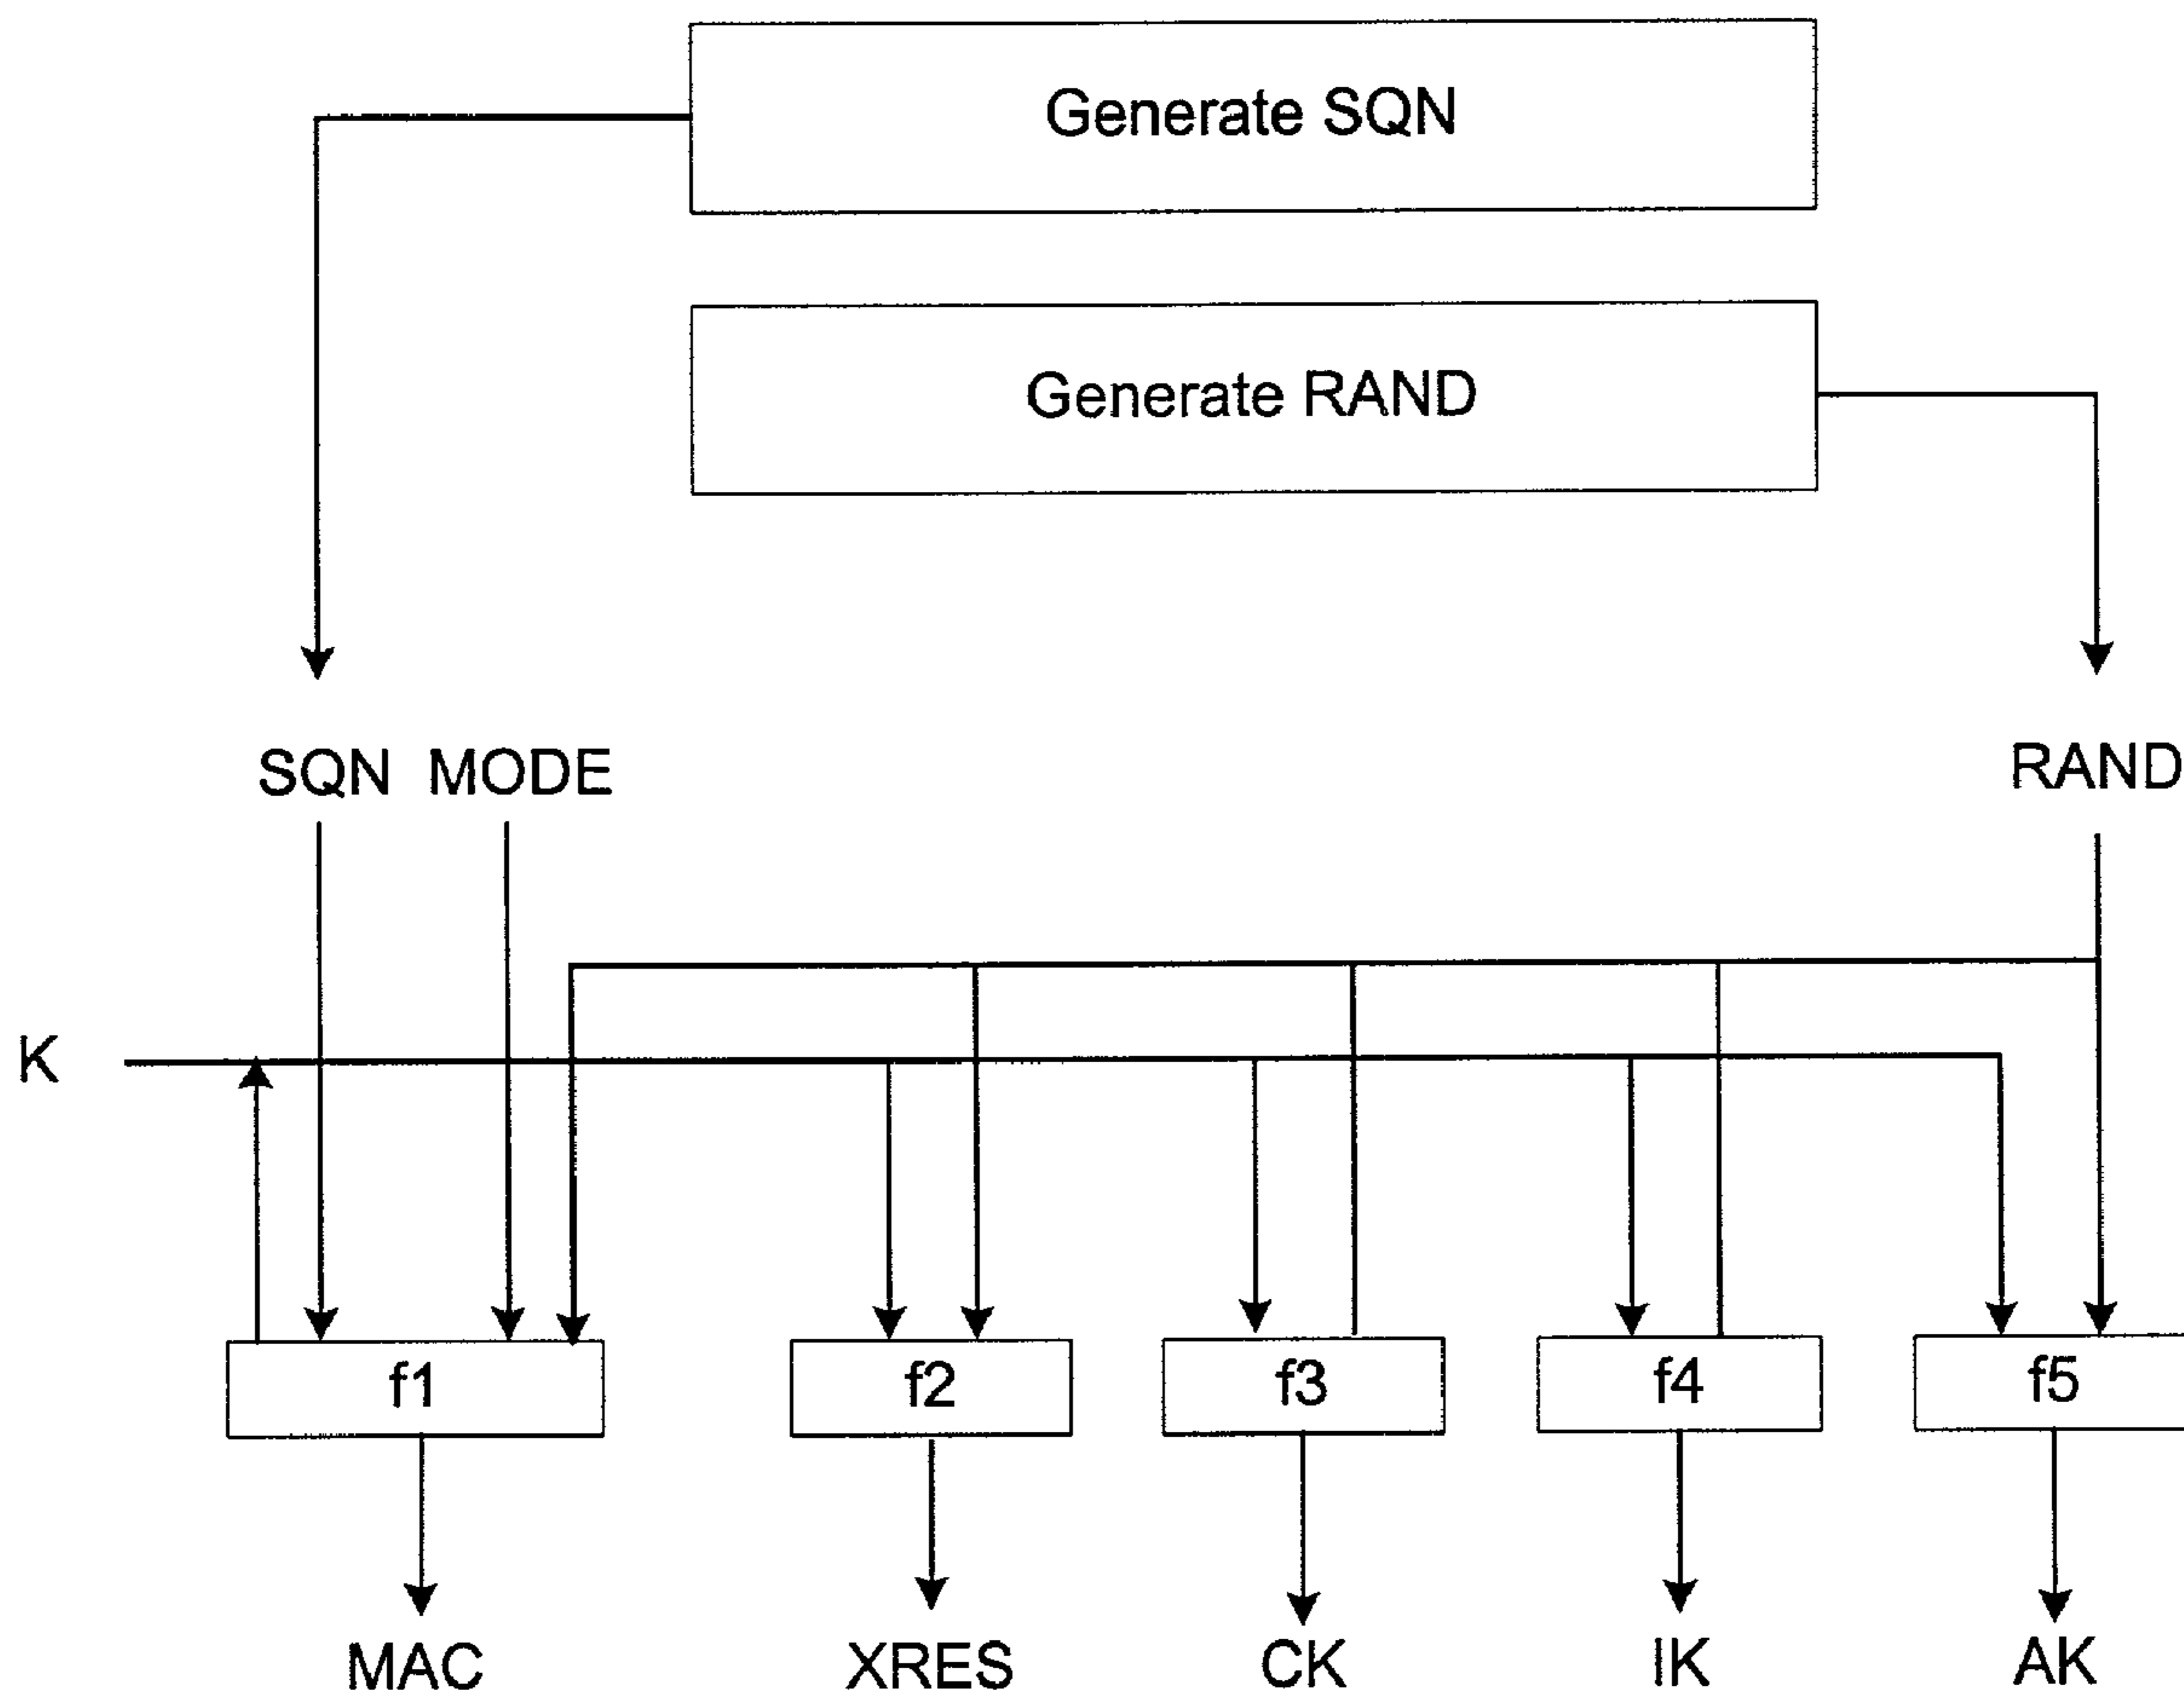 Generate SQN
Generate RAND
SQN MODE
RAND
K
f1
f2
f3
f4
f5
MAC
XRES
CK
IK
AK